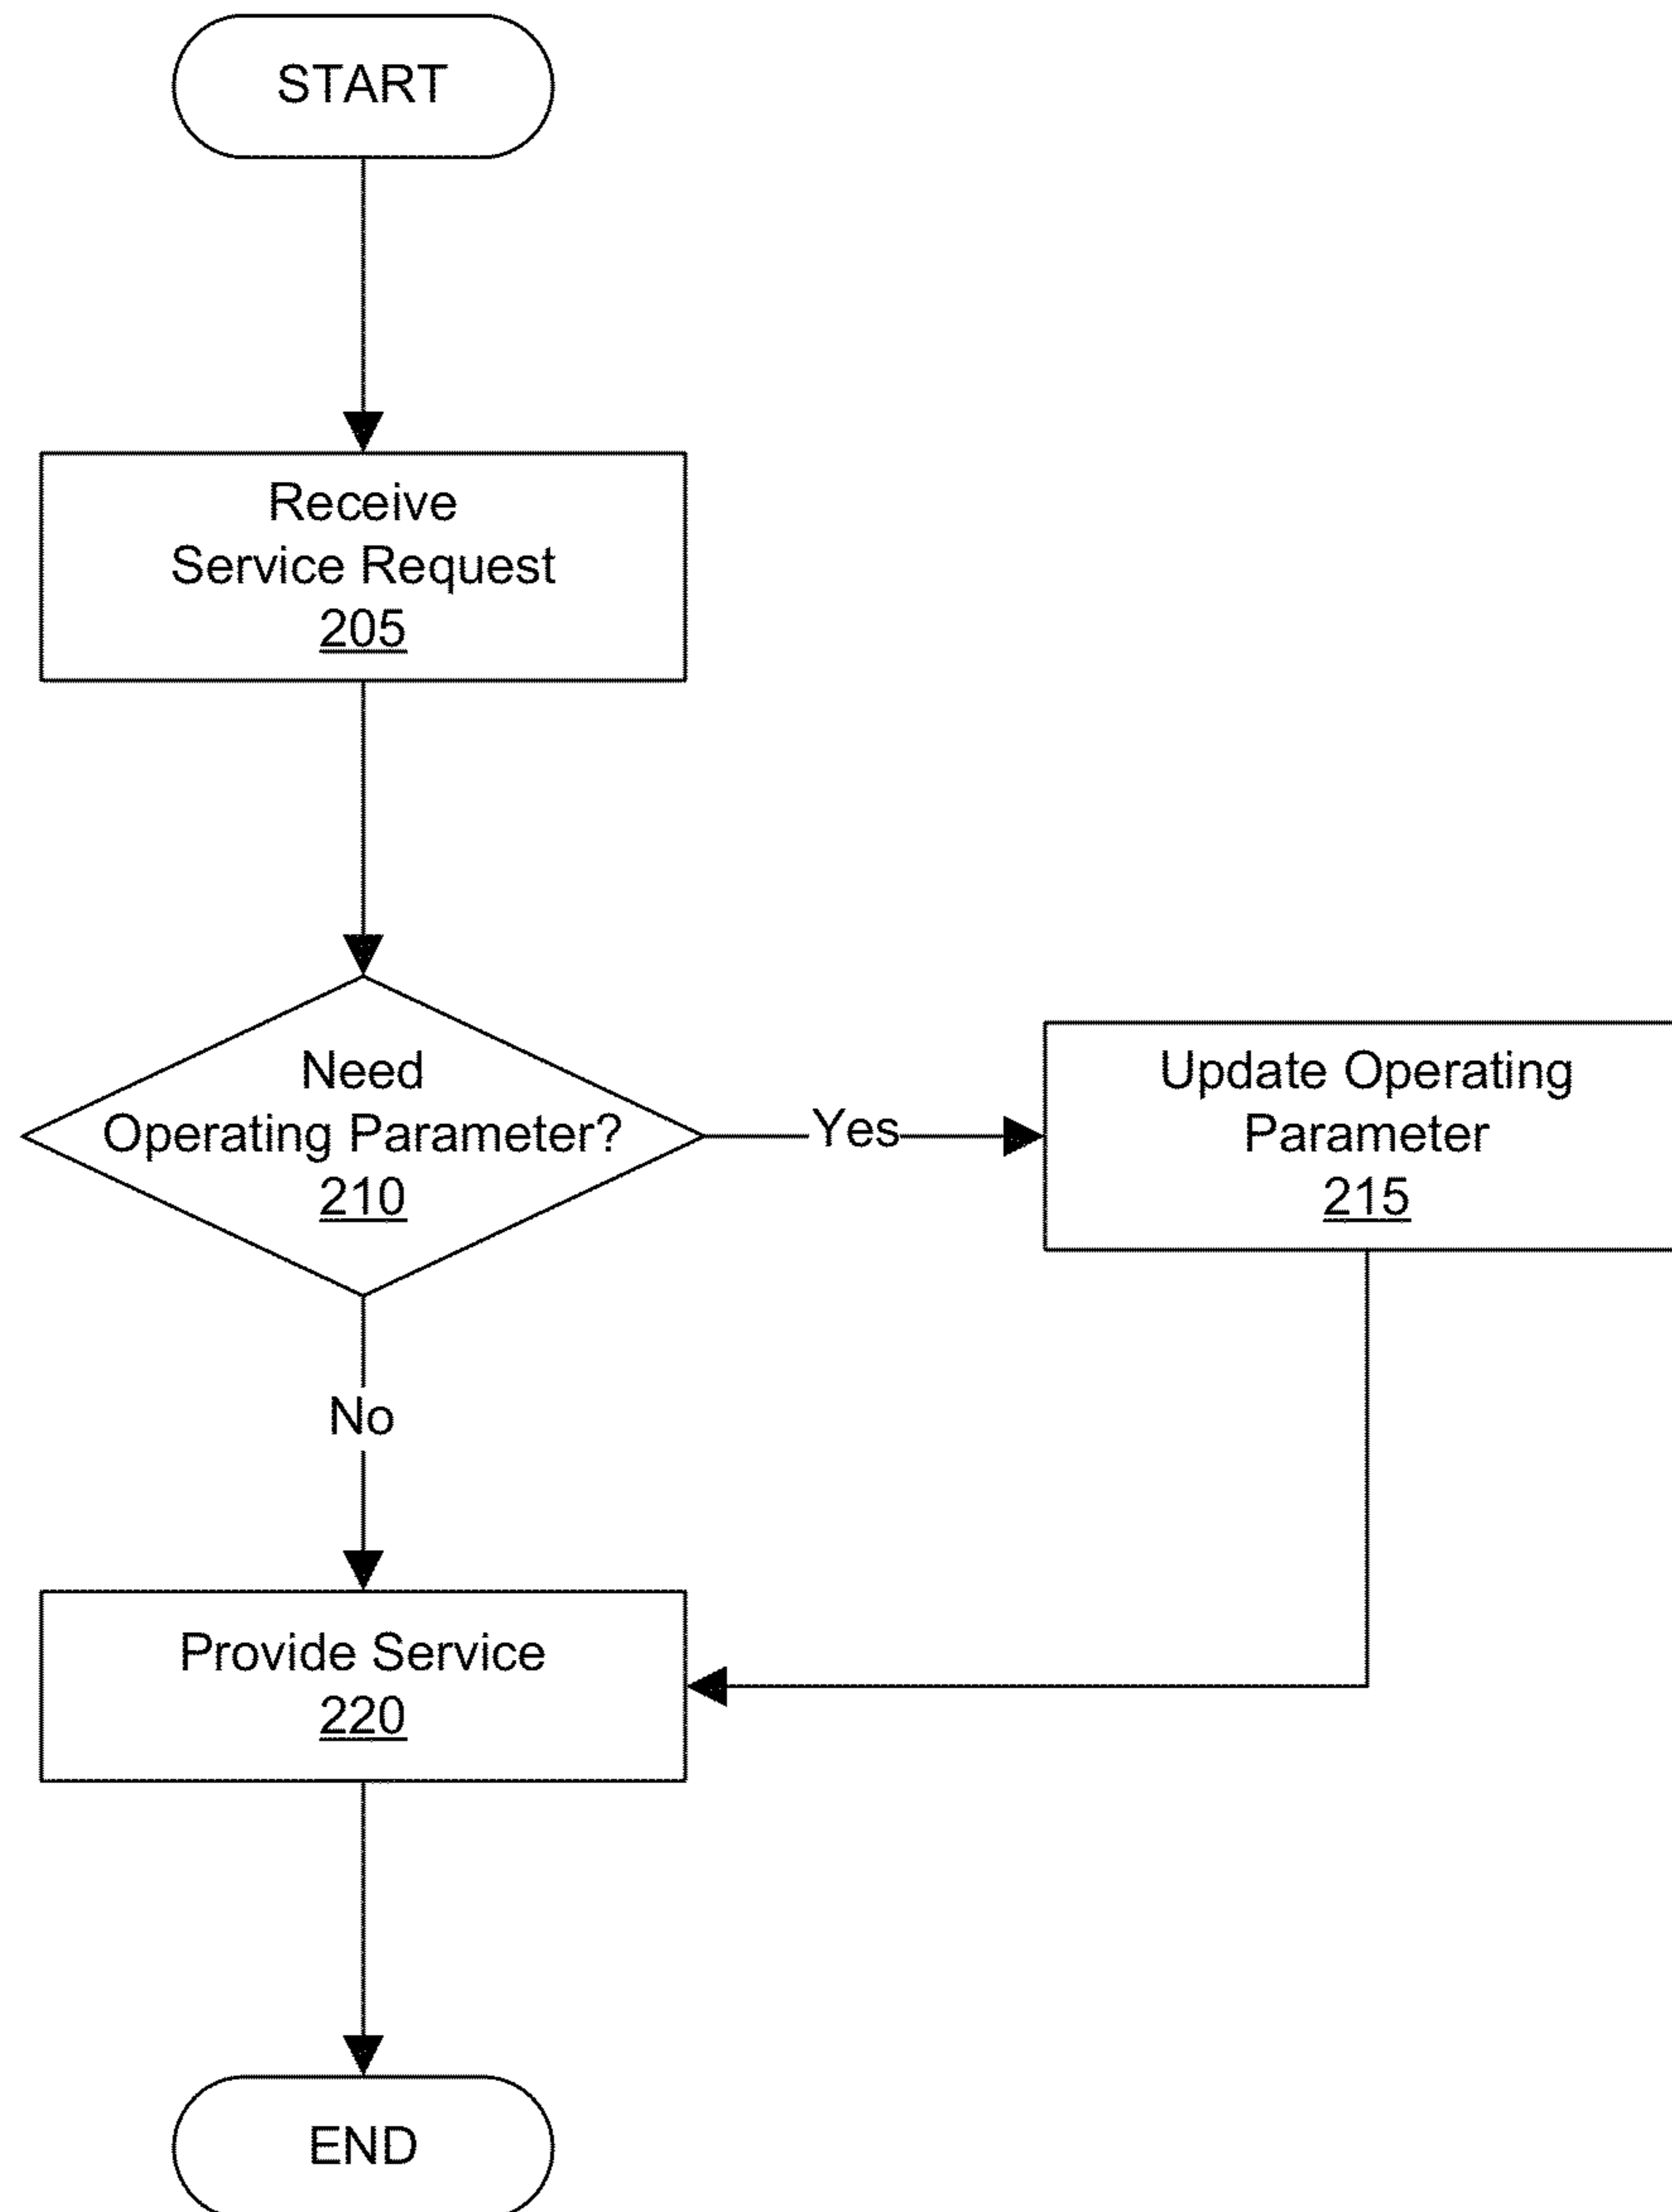 START
Receive
Service Request
205
Need
Operating Parameter?
210
Yes
Update Operating
Parameter
215
No
Provide Service
220
END